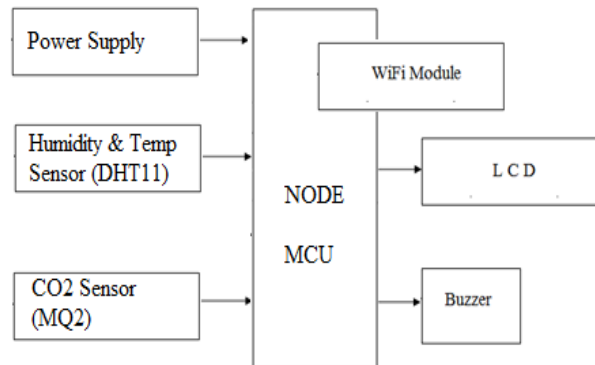 Power Supply
WiFi Module
Humidity & Temp
Sensor (DHT11)
L C D
NODE
MCU
CO2 Sensor
(MQ2)
Buzzer